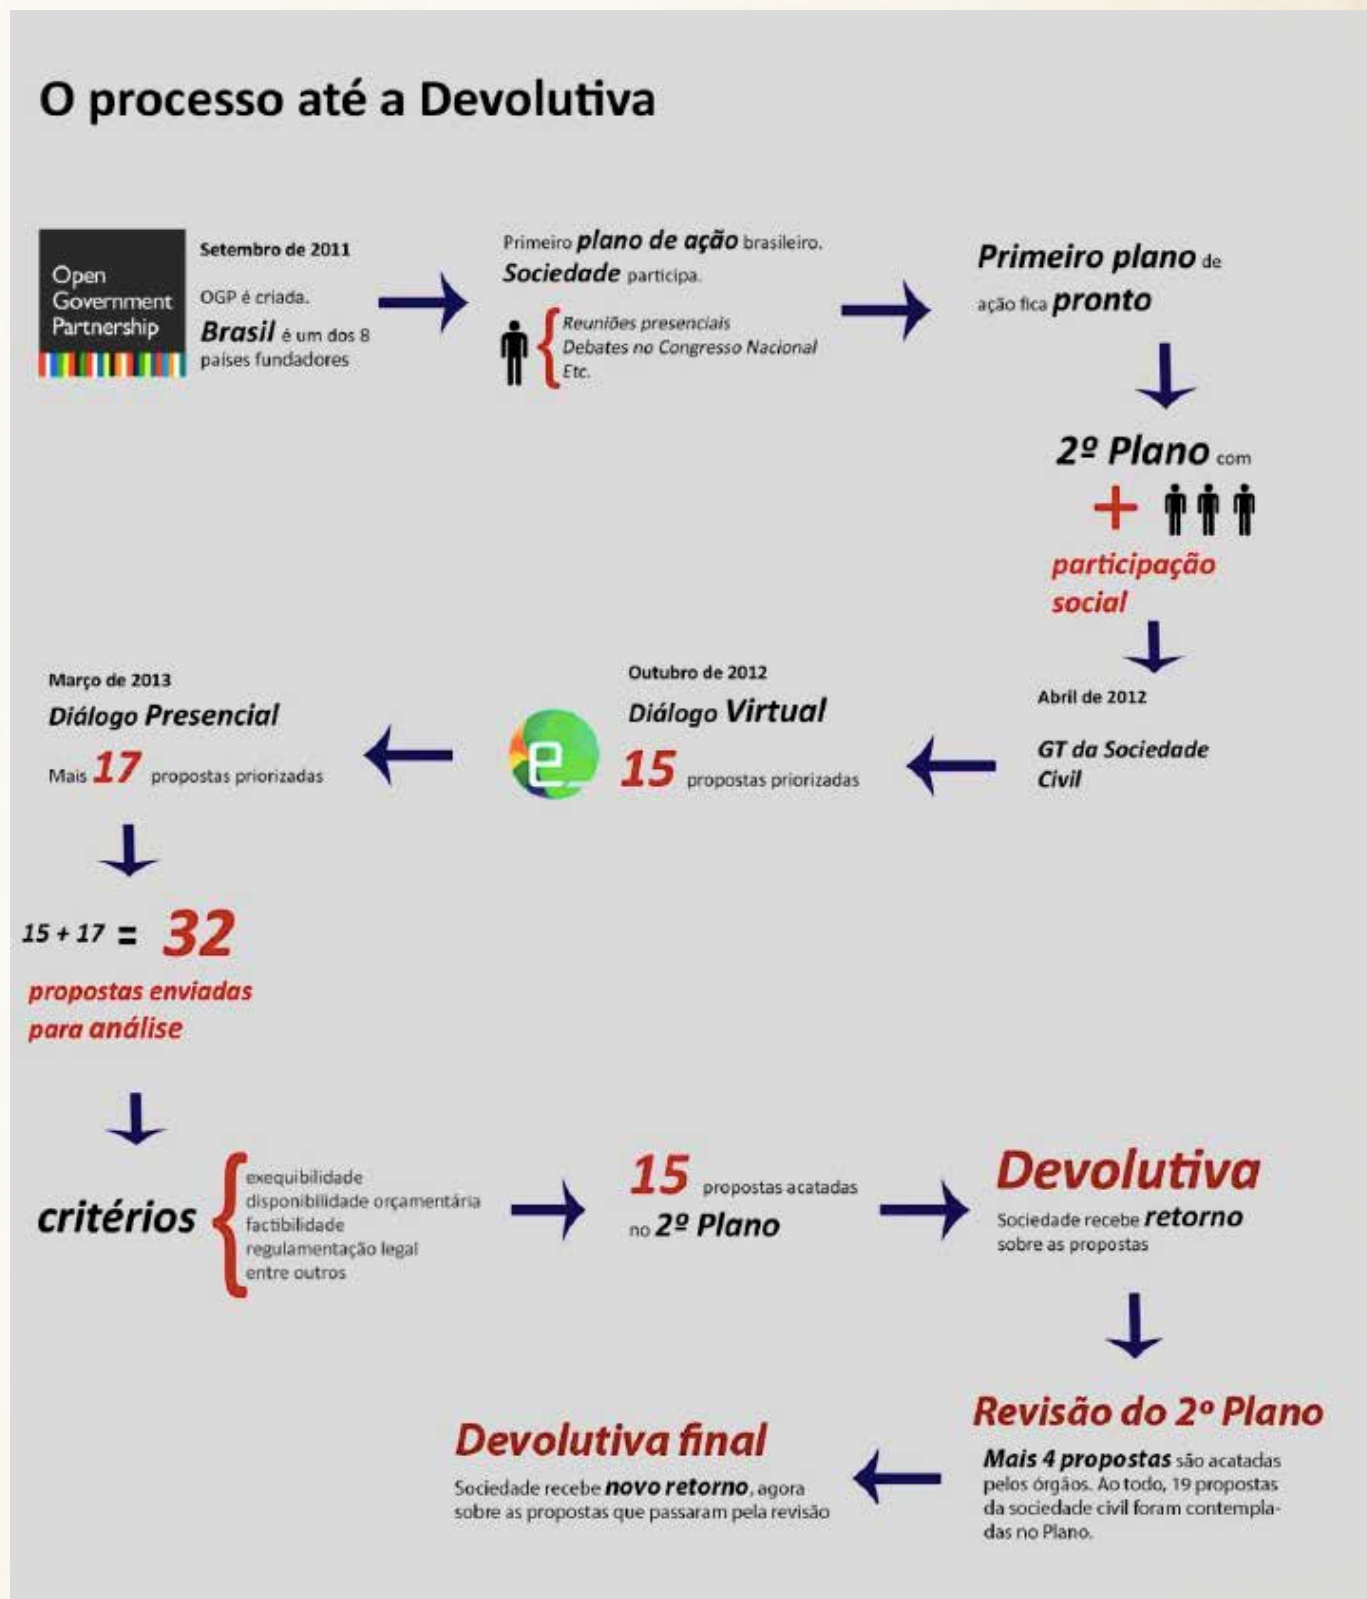 O processo até a Devolutiva
Open
Government
Partnership
Setembro de 2011
OGP é criada.
Brasil é um dos 8
países fundadores
Primeiro plano de ação brasileiro.
Sociedade participa.
Reuniões presenciais
Debates no Congresso Nacional
Etc.
Primeiro plano de
ação fica pronto
2º Plano com
+
participação
social
Abril de 2012
GT da Sociedade
Civil
Outubro de 2012
Diálogo Virtual
15 propostas priorizadas
e
Março de 2013
Diálogo Presencial
Mais 17 propostas priorizadas
15 + 17 = 32
propostas enviadas
para análise
critérios
exequibilidade
disponibilidade orçamentária
factibilidade
regulamentação legal
entre outros
15 propostas acatadas
no 2º Plano
Devolutiva
Sociedade recebe retorno
sobre as propostas
Revisão do 2º Plano
Mais 4 propostas são acatadas
pelos órgãos. Ao todo, 19 propostas
da sociedade civil foram contempla-
das no Plano.
Devolutiva final
Sociedade recebe novo retorno, agora
sobre as propostas que passaram pela revisão